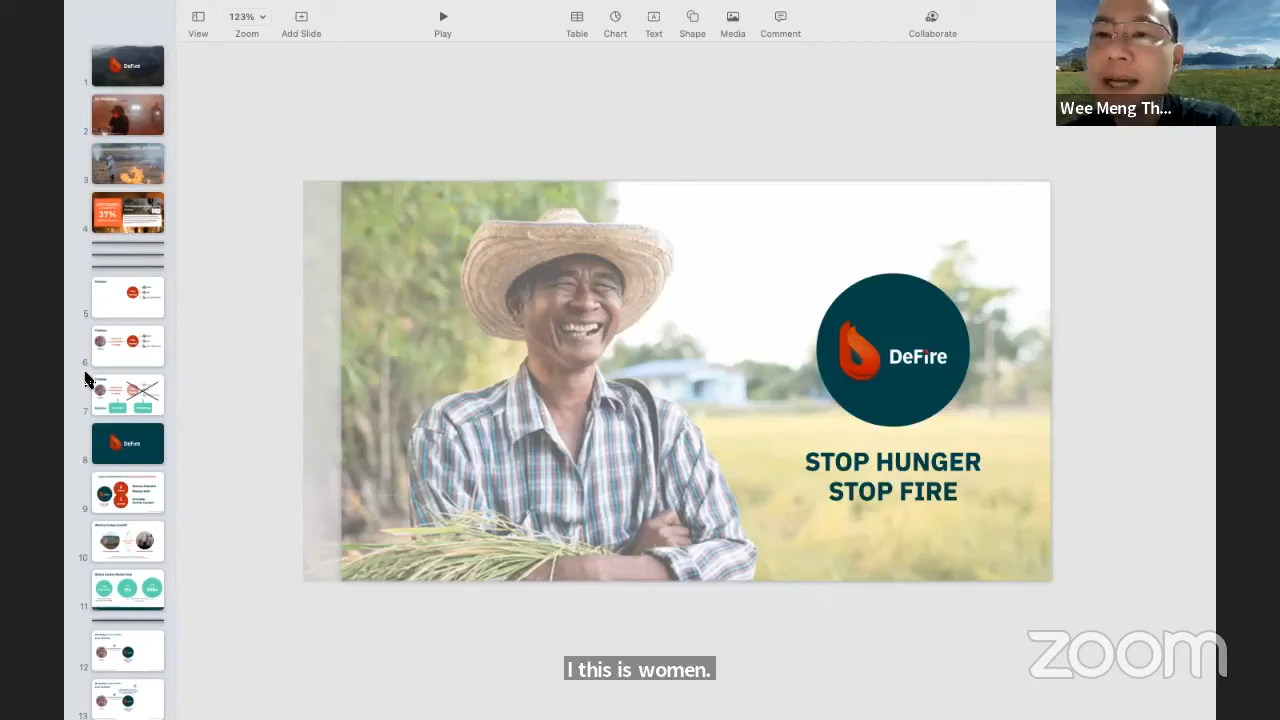 123%
View
Zoom
Add Slide
Play
Table
Chart
Text
Shape
Media
Comment
Collaborate
Wee Meng Th...
1
DeFire
2
3
4
37%
5
6
7
8
DeFire
9
10
11
12
13
DeFire
STOP HUNGER
STOP FIRE
I this is women.
zoom